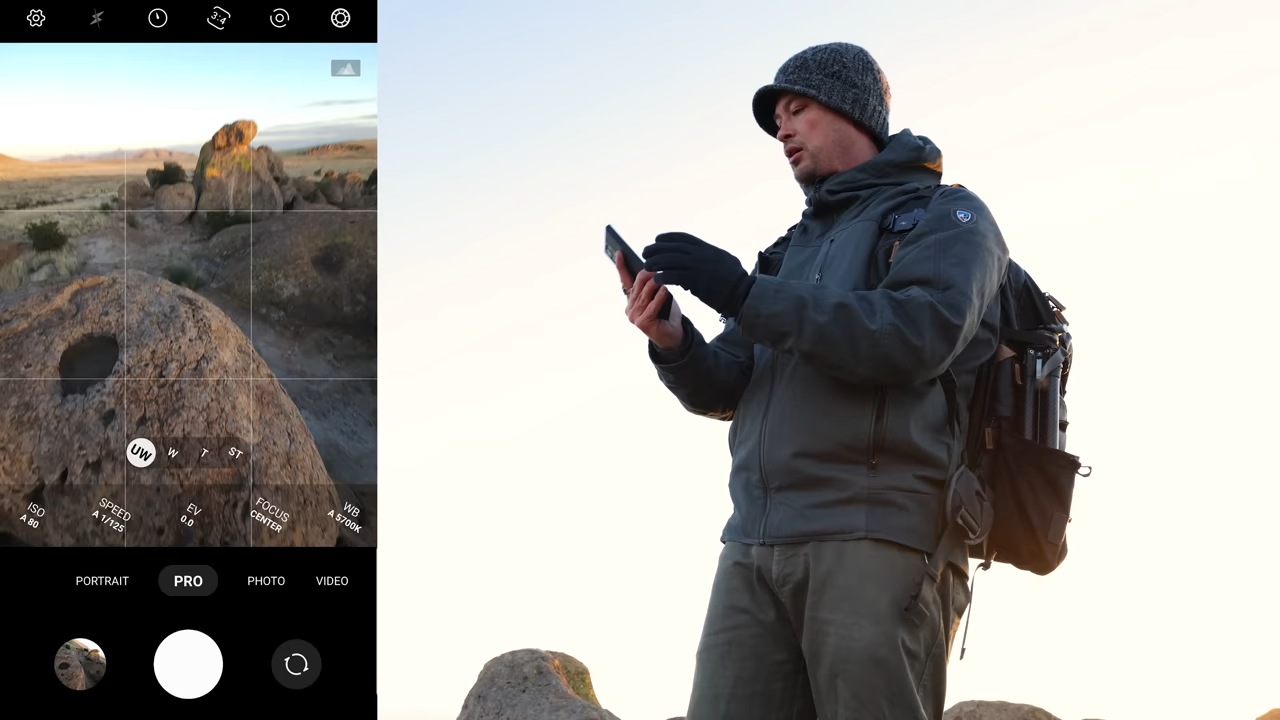 3:4
UW W T ST
ISO SPEED EV FOCUS WB
A 80 A 1/125 0.0 CENTER A 5700K
PORTRAIT PRO PHOTO VIDEO